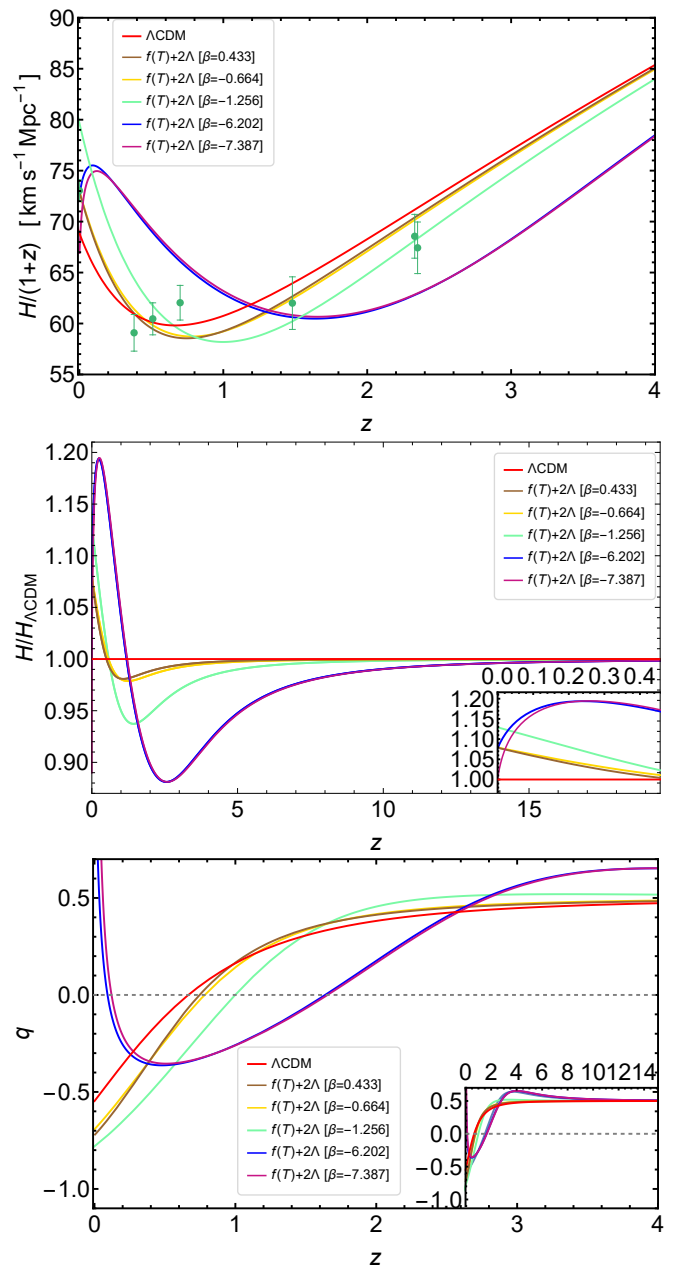 90
85
80
75
70
65
60
55
H/(1+z) [ km s⁻¹ Mpc⁻¹ ]
ΛCDM
f(T)+2Λ [β=0.433]
f(T)+2Λ [β=−0.664]
f(T)+2Λ [β=−1.256]
f(T)+2Λ [β=−6.202]
f(T)+2Λ [β=−7.387]
0 1 2 3 4
z
1.20
1.15
1.10
1.05
1.00
0.95
0.90
H/H_ΛCDM
ΛCDM
f(T)+2Λ [β=0.433]
f(T)+2Λ [β=−0.664]
f(T)+2Λ [β=−1.256]
f(T)+2Λ [β=−6.202]
f(T)+2Λ [β=−7.387]
0.0 0.1 0.2 0.3 0.4
1.20
1.15
1.10
1.05
1.00
0 5 10 15
z
0.5
0.0
−0.5
−1.0
q
ΛCDM
f(T)+2Λ [β=0.433]
f(T)+2Λ [β=−0.664]
f(T)+2Λ [β=−1.256]
f(T)+2Λ [β=−6.202]
f(T)+2Λ [β=−7.387]
0 2 4 6 8 10 12 14
0.5
0.0
−0.5
−1.0
0 1 2 3 4
z